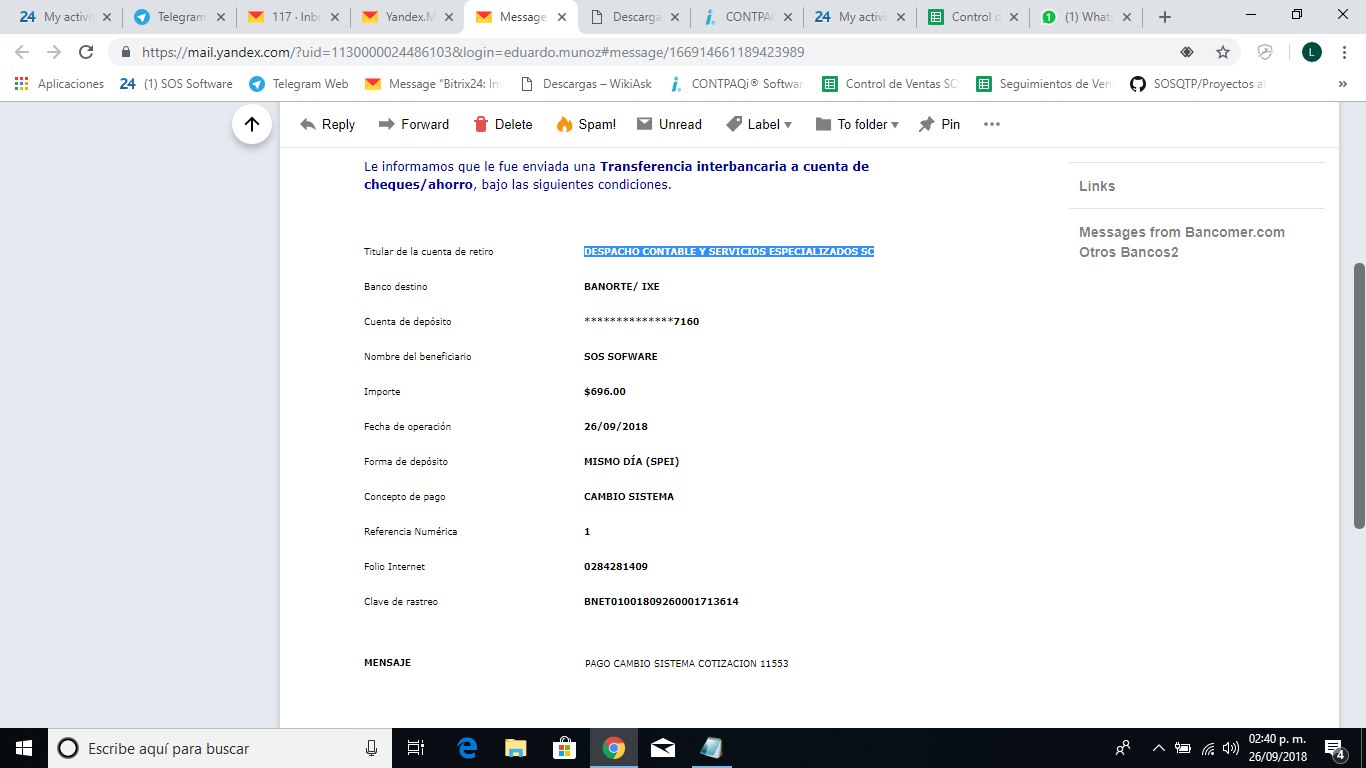 My activi
Telegram
117 · Inbo
Yandex.M
Message
Descarga
CONTPAQ
My activi
Control d
(1) Whats
https://mail.yandex.com/?uid=1130000024486103&login=eduardo.munoz#message/166914661189423989
L
Aplicaciones
24 (1) SOS Software
Telegram Web
Message "Bitrix24: In
Descargas – WikiAsk
CONTPAQi® Softwar
Control de Ventas SO
Seguimientos de Ven
SOSQTP/Proyectos at
»
Reply
Forward
Delete
Spam!
Unread
Label
To folder
Pin
Le informamos que le fue enviada una Transferencia interbancaria a cuenta de
cheques/ahorro, bajo las siguientes condiciones.
Links
Messages from Bancomer.com
Otros Bancos2
Titular de la cuenta de retiro DESPACHO CONTABLE Y SERVICIOS ESPECIALIZADOS SC
Banco destino BANORTE/ IXE
Cuenta de depósito **************7160
Nombre del beneficiario SOS SOFWARE
Importe $696.00
Fecha de operación 26/09/2018
Forma de depósito MISMO DÍA (SPEI)
Concepto de pago CAMBIO SISTEMA
Referencia Numérica 1
Folio Internet 0284281409
Clave de rastreo BNET01001809260001713614
MENSAJE PAGO CAMBIO SISTEMA COTIZACION 11553
Escribe aquí para buscar
02:40 p. m.
26/09/2018
4